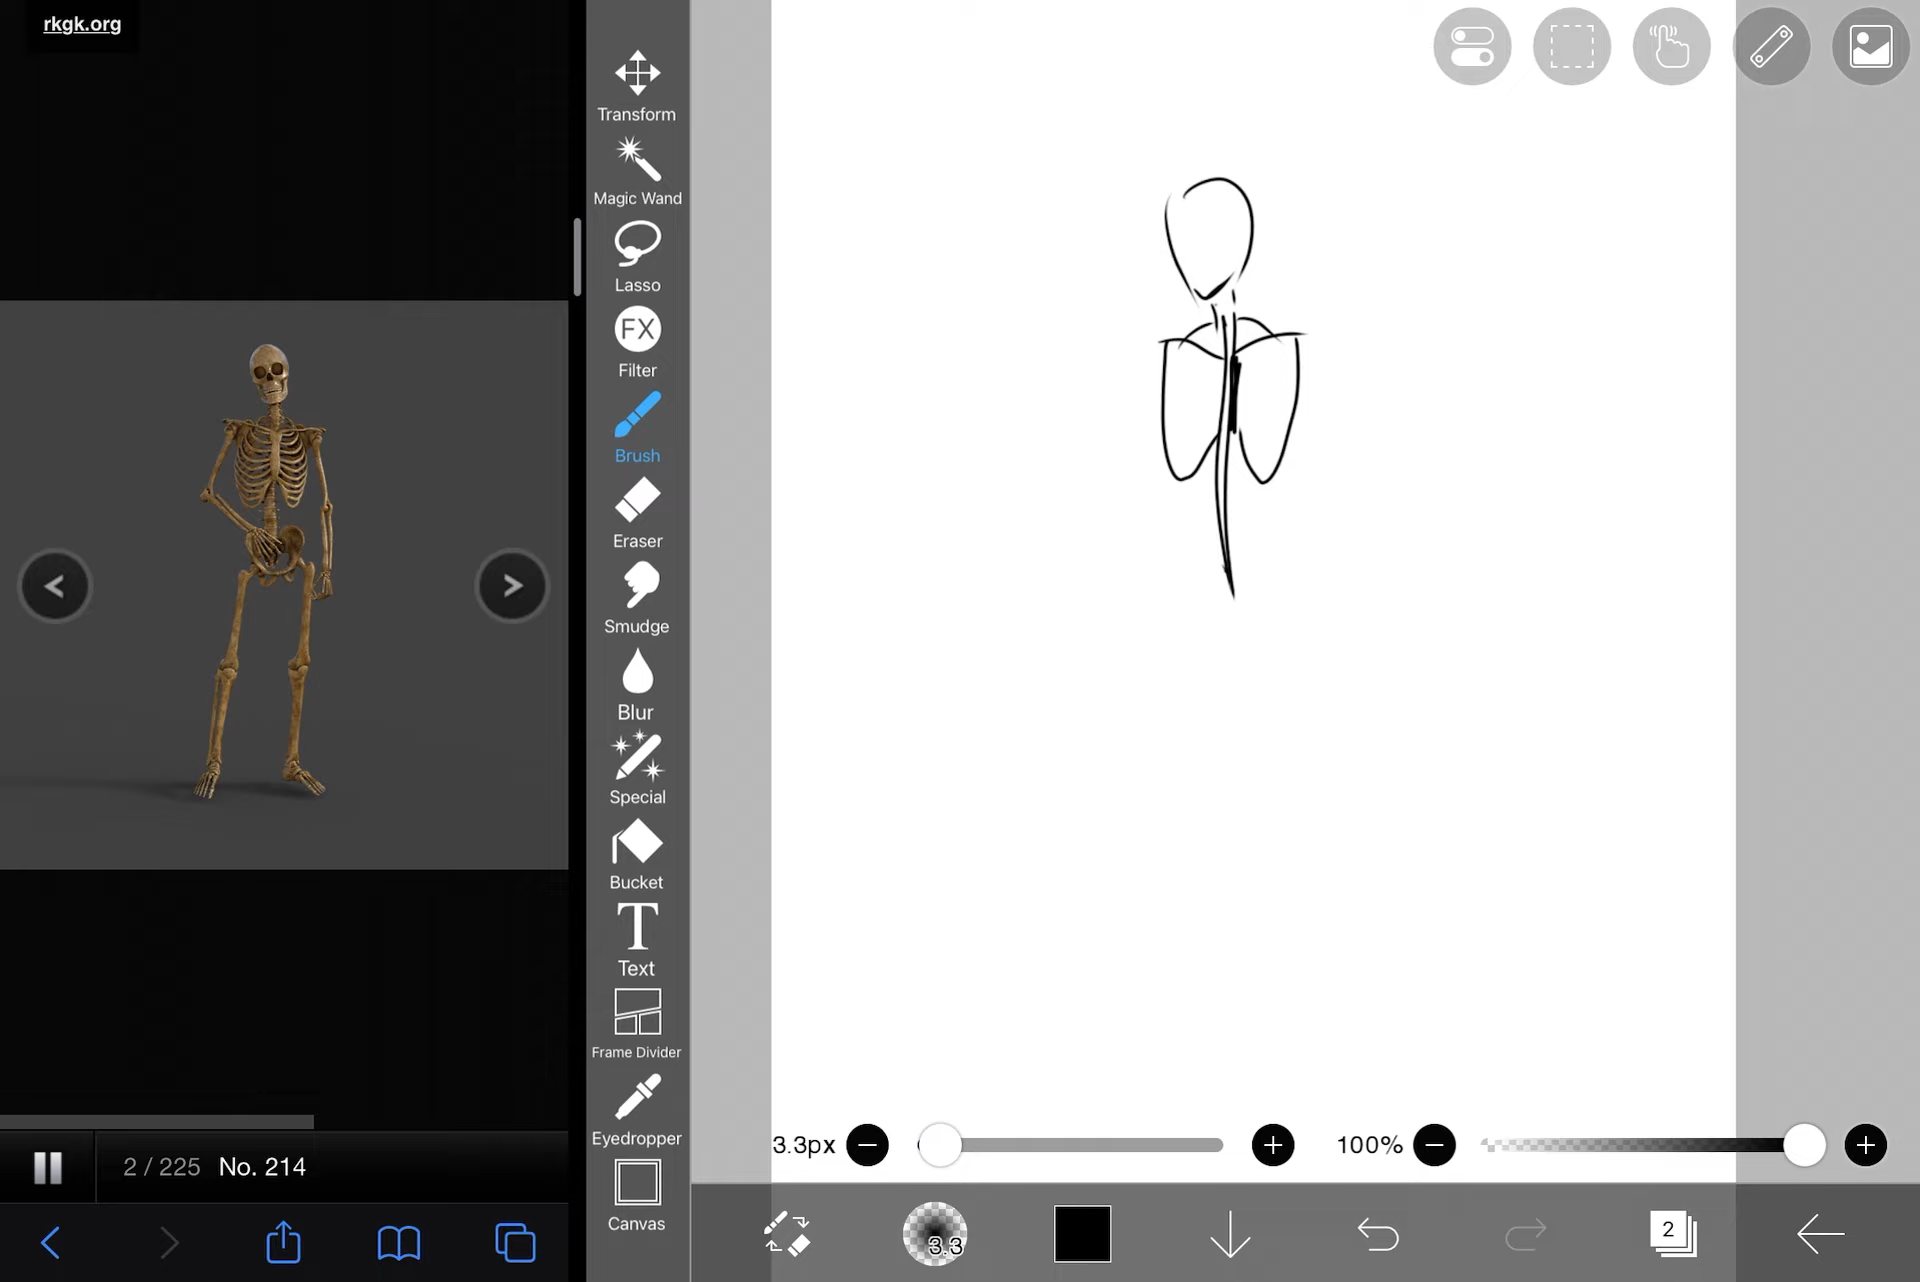 rkgk.org
Transform
Magic Wand
Lasso
FX
Filter
Brush
Eraser
Smudge
Blur
Special
Bucket
T
Text
Frame Divider
Eyedropper
Canvas
2 / 225 No. 214
3.3px
100%
3.3
2